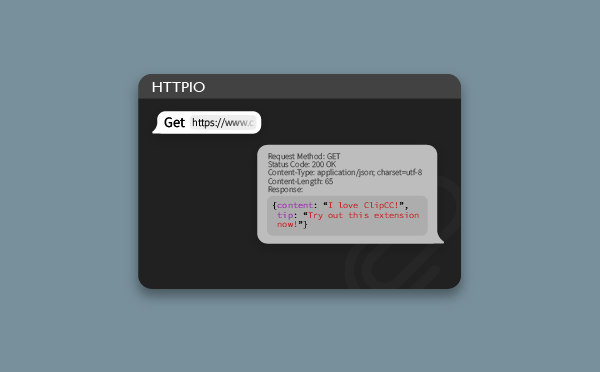 HTTPIO
Get https://www.c
Request Method: GET
Status Code: 200 OK
Content-Type: application/json; charset=utf-8
Content-Length: 65
Response:
{content: “I love ClipCC!”,
tip: “Try out this extension
now!”}